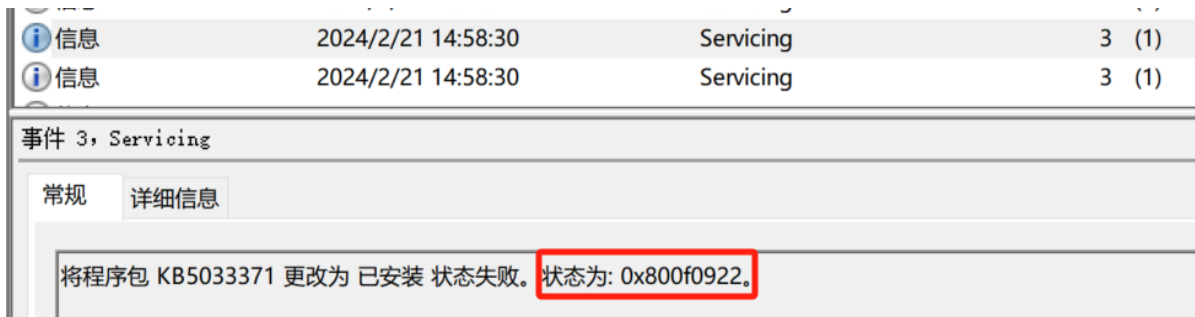 信息 2024/2/21 14:58:30 Servicing 3 (1)
信息 2024/2/21 14:58:30 Servicing 3 (1)
事件 3，Servicing
常规 详细信息
将程序包 KB5033371 更改为 已安装 状态失败。状态为: 0x800f0922。